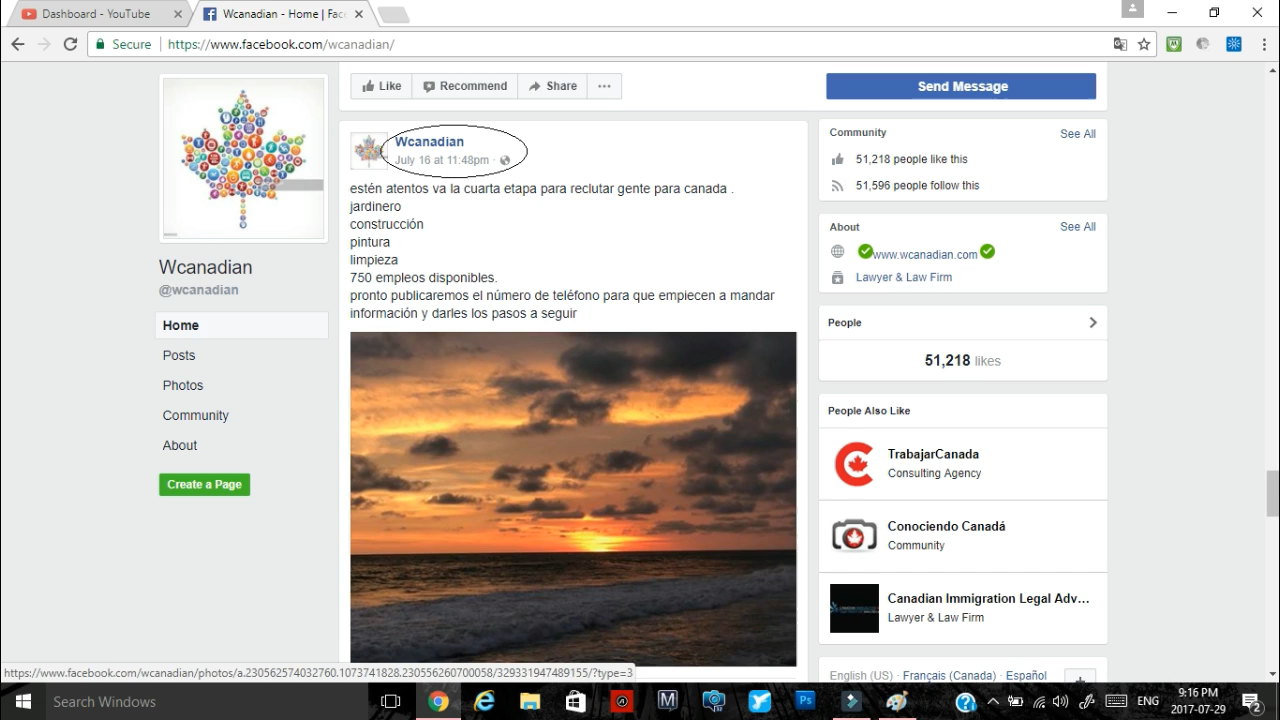 Dashboard - YouTube
Wcanadian - Home | Fac
Secure
https://www.facebook.com/wcanadian/
Like
Recommend
Share
Send Message
Wcanadian
@wcanadian
Home
Posts
Photos
Community
About
Create a Page
Wcanadian
July 16 at 11:48pm ·
estén atentos va la cuarta etapa para reclutar gente para canada .
jardinero
construcción
pintura
limpieza
750 empleos disponibles.
pronto publicaremos el número de teléfono para que empiecen a mandar
información y darles los pasos a seguir
Community
See All
51,218 people like this
51,596 people follow this
About
See All
www.wcanadian.com
Lawyer & Law Firm
People
51,218 likes
People Also Like
TrabajarCanada
Consulting Agency
Conociendo Canadá
Community
Canadian Immigration Legal Adv...
Lawyer & Law Firm
English (US) · Français (Canada) · Español
https://www.facebook.com/wcanadian/photos/a.230562574032760.1073741828.230556260700058/329331947489155/?type=3
Search Windows
ENG
9:16 PM
2017-07-29
2